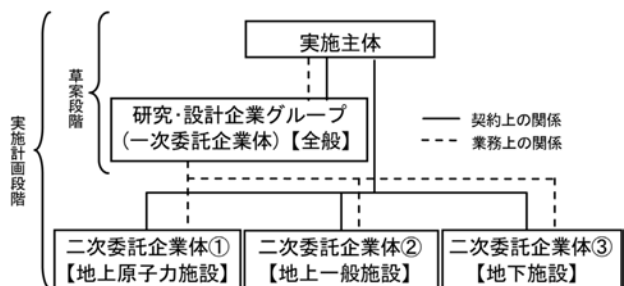 実施主体
草案段階
実施計画段階
研究・設計企業グループ
(一次委託企業体)【全般】
契約上の関係
業務上の関係
二次委託企業体①
【地上原子力施設】
二次委託企業体②
【地上一般施設】
二次委託企業体③
【地下施設】